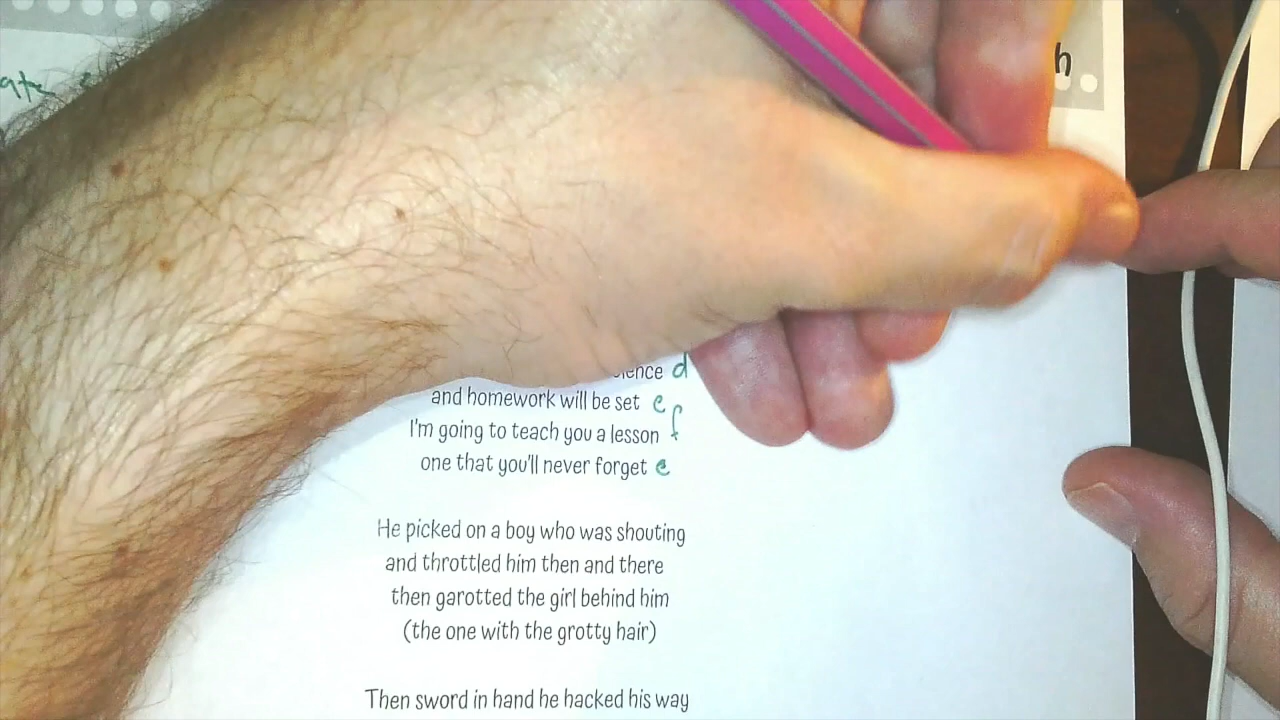 h
d
and homework will be set e
I'm going to teach you a lesson f
one that you'll never forget e
He picked on a boy who was shouting
and throttled him then and there
then garotted the girl behind him
(the one with the grotty hair)
Then sword in hand he hacked his way